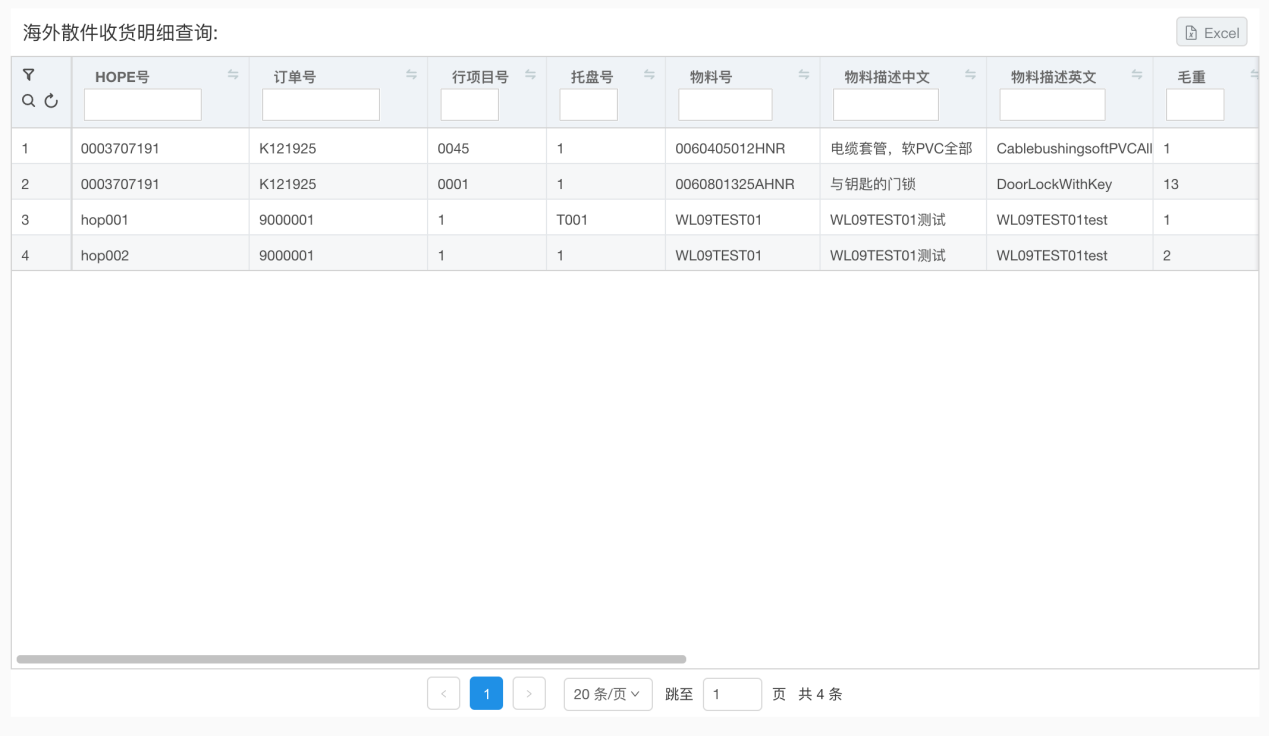 海外散件收货明细查询:
Excel
HOPE号 订单号 行项目号 托盘号 物料号 物料描述中文 物料描述英文 毛重
1 0003707191 K121925 0045 1 0060405012HNR 电缆套管，软PVC全部 CablebushingsoftPVCAll 1
2 0003707191 K121925 0001 1 0060801325AHNR 与钥匙的门锁 DoorLockWithKey 13
3 hop001 9000001 1 T001 WL09TEST01 WL09TEST01测试 WL09TEST01test 1
4 hop002 9000001 1 1 WL09TEST01 WL09TEST01测试 WL09TEST01test 2
< 1 > 20 条/页 跳至 1 页 共 4 条